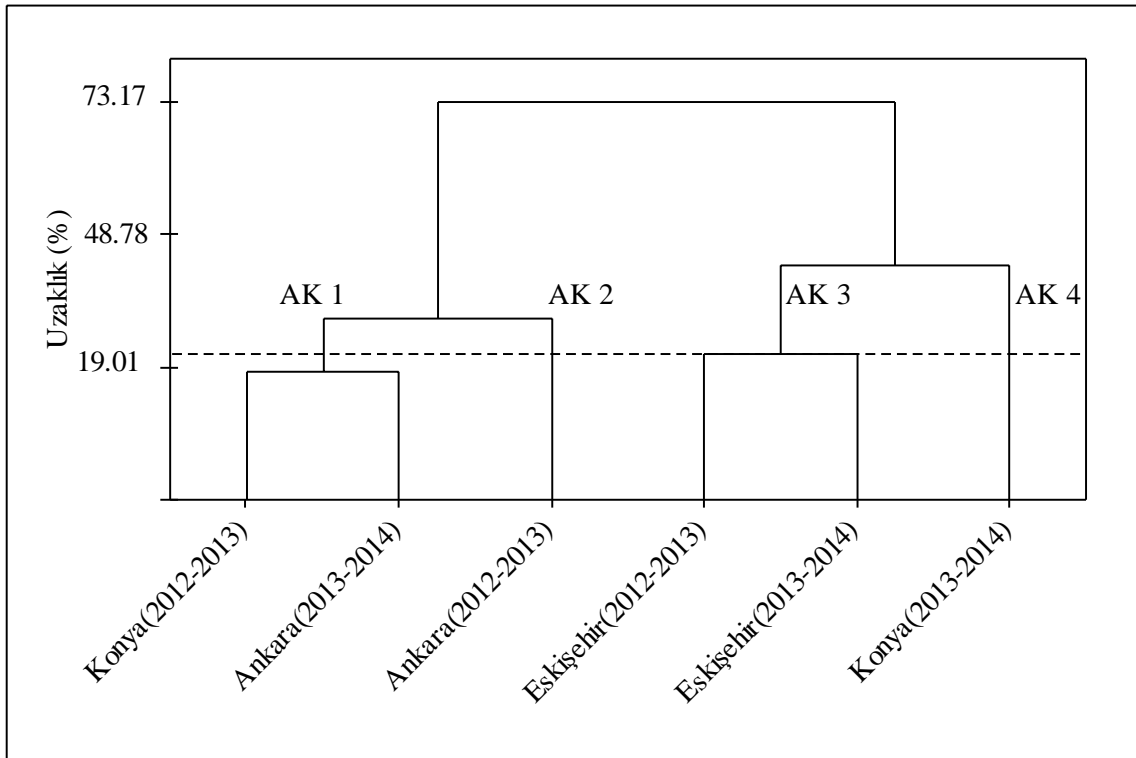 73.17
48.78
19.01
Uzaklık (%)
AK 1
AK 2
AK 3
AK 4
Konya(2012-2013)
Ankara(2013-2014)
Ankara(2012-2013)
Eskişehir(2012-2013)
Eskişehir(2013-2014)
Konya(2013-2014)